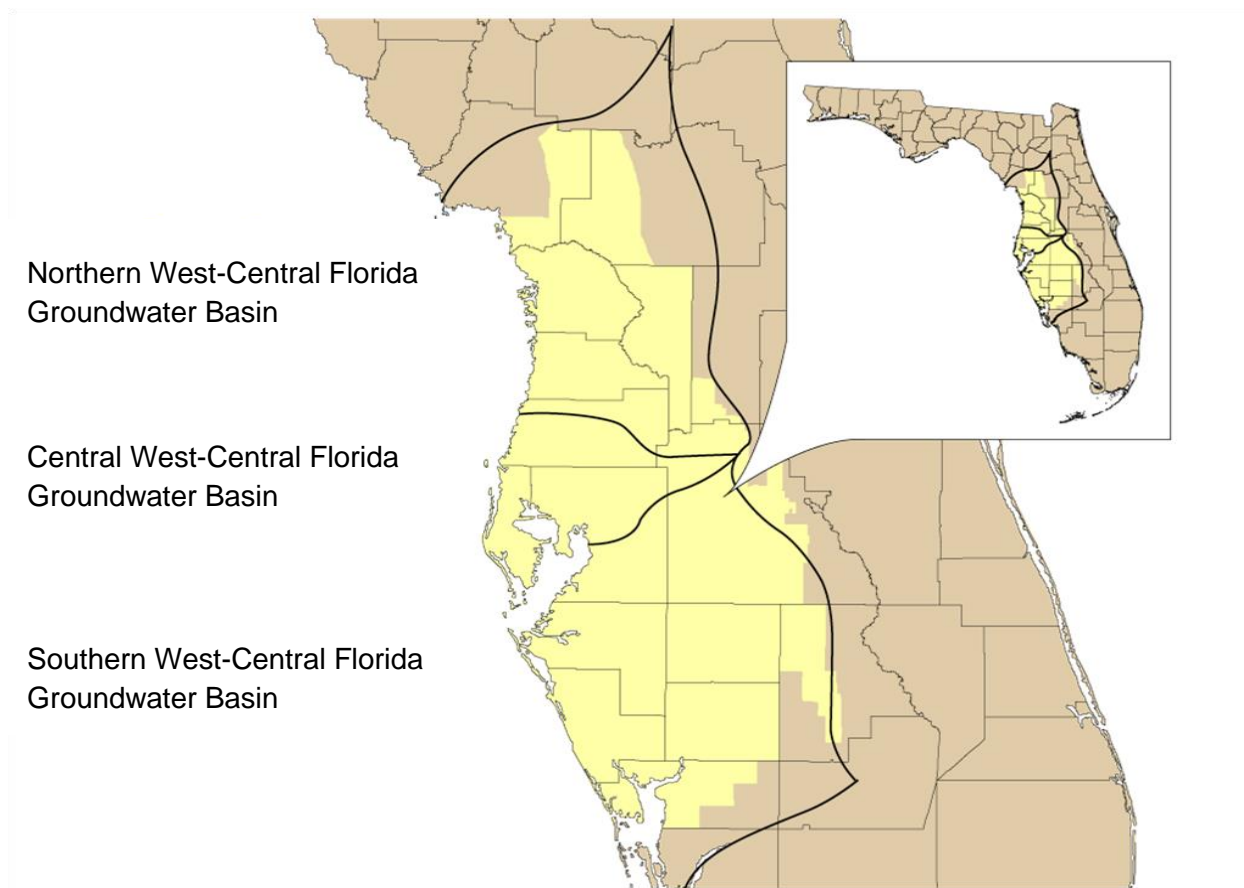 Northern West-Central Florida
Groundwater Basin
Central West-Central Florida
Groundwater Basin
Southern West-Central Florida
Groundwater Basin